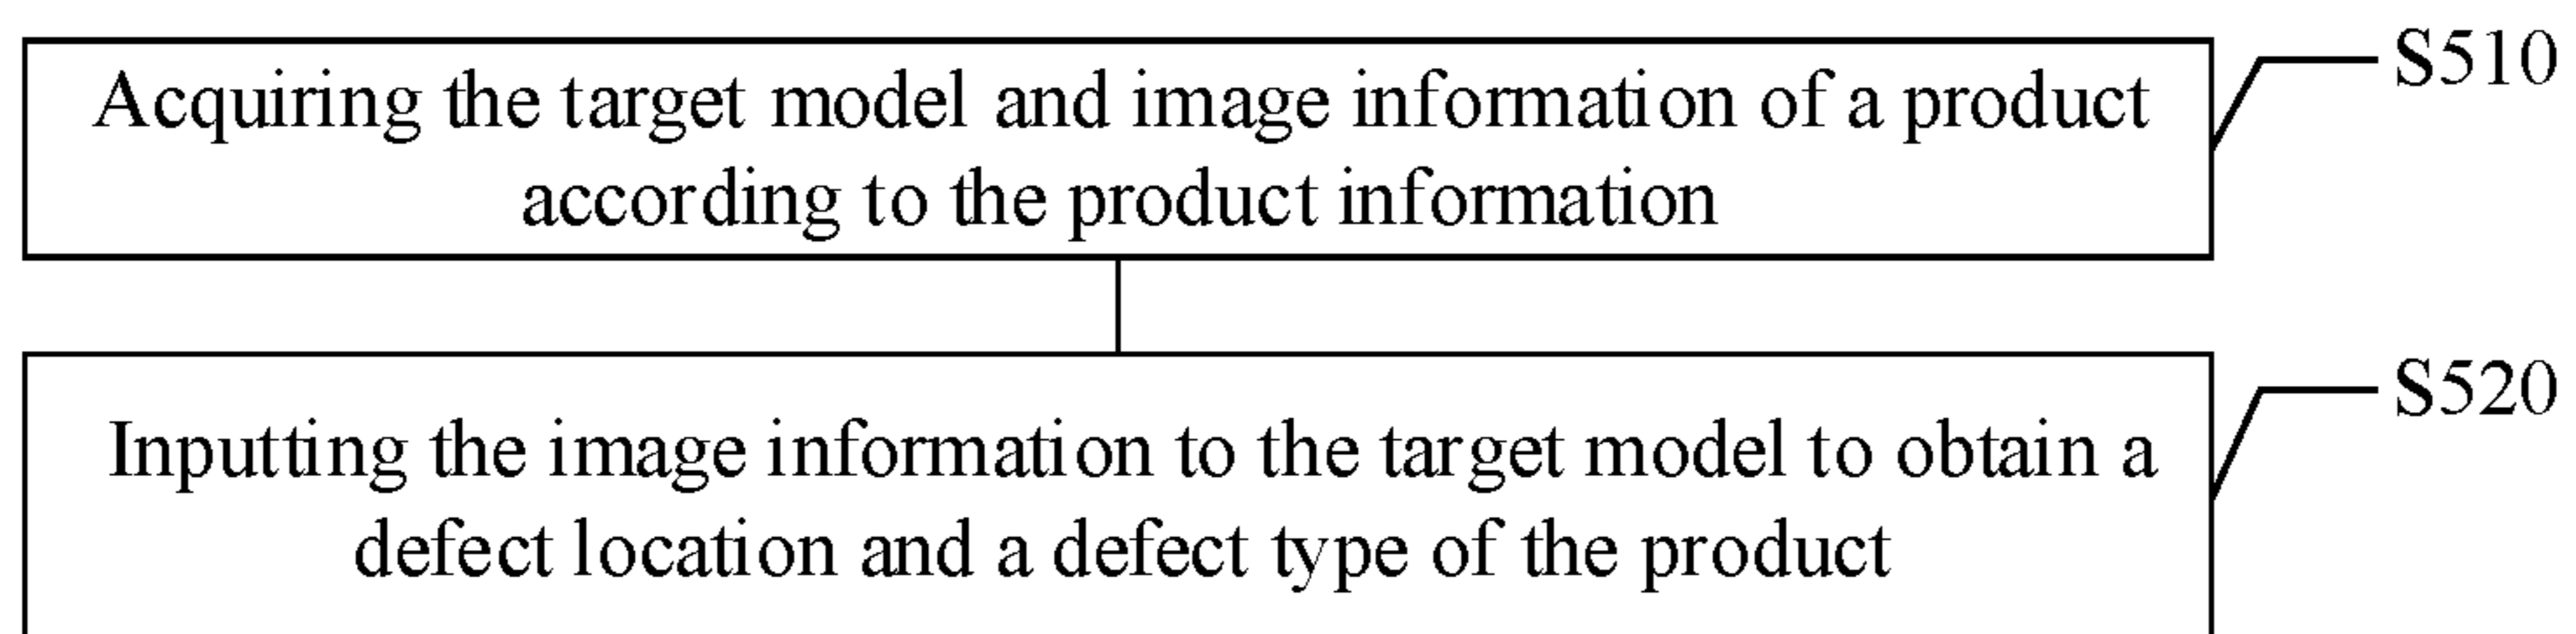 Acquiring the target model and image information of a product
according to the product information
S510
Inputting the image information to the target model to obtain a
defect location and a defect type of the product
S520